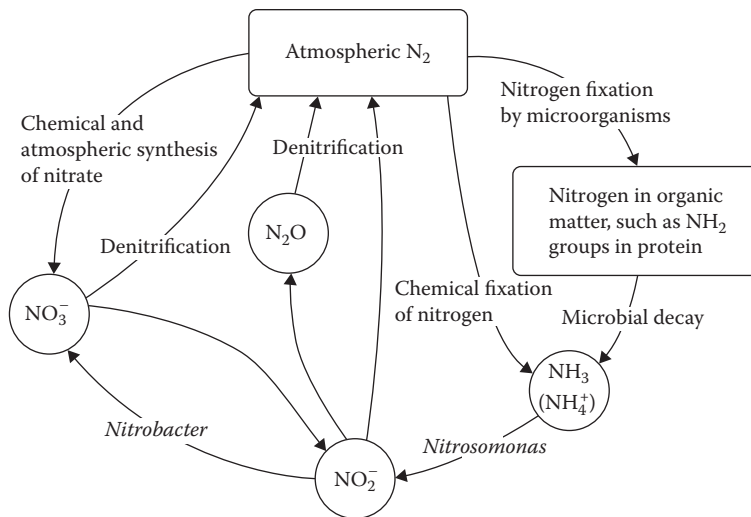 Atmospheric N₂
Nitrogen fixation
by microorganisms
Chemical and
atmospheric synthesis
of nitrate
Denitrification
Nitrogen in organic
matter, such as NH₂
groups in protein
N₂O
Denitrification
Chemical fixation
of nitrogen
Microbial decay
NO₃⁻
NH₃
(NH₄⁺)
Nitrobacter
Nitrosomonas
NO₂⁻